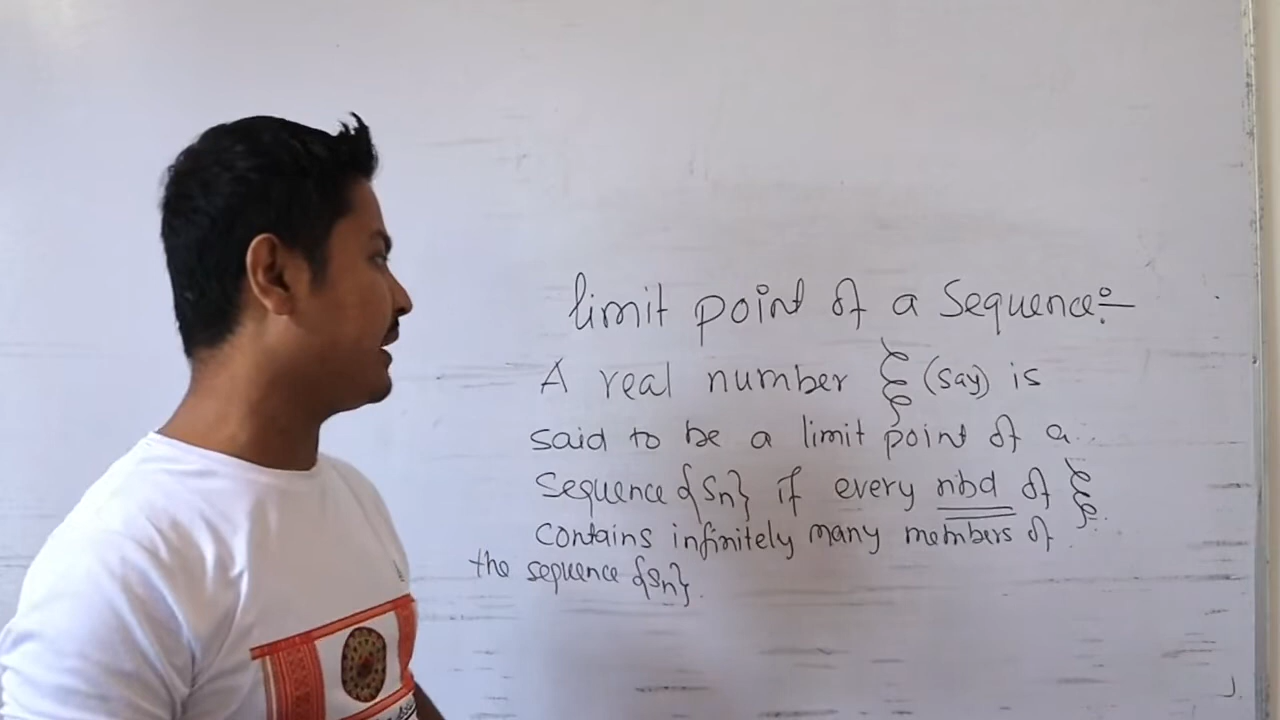 limit point of a Sequence:-
A real number ξ (say) is
said to be a limit point of a
Sequence {Sn} if every nbd of ξ
contains infinitely many members of
the sequence {Sn}.